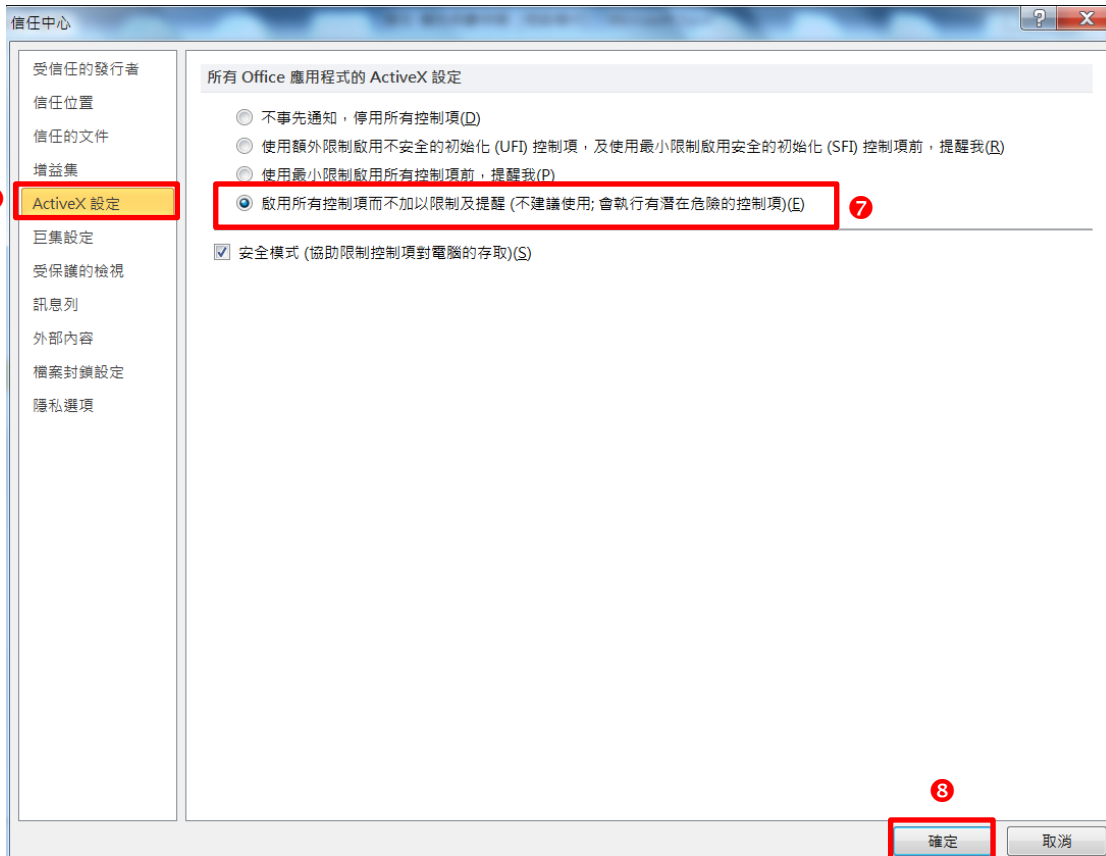 信任中心
受信任的發行者
信任位置
信任的文件
增益集
ActiveX 設定
巨集設定
受保護的檢視
訊息列
外部內容
檔案封鎖設定
隱私選項
所有 Office 應用程式的 ActiveX 設定
不事先通知，停用所有控制項(D)
使用額外限制啟用不安全的初始化 (UFI) 控制項，及使用最小限制啟用安全的初始化 (SFI) 控制項前，提醒我(R)
使用最小限制啟用所有控制項前，提醒我(P)
啟用所有控制項而不加以限制及提醒 (不建議使用; 會執行有潛在危險的控制項)(E)
❼
安全模式 (協助限制控制項對電腦的存取)(S)
❽
確定
取消